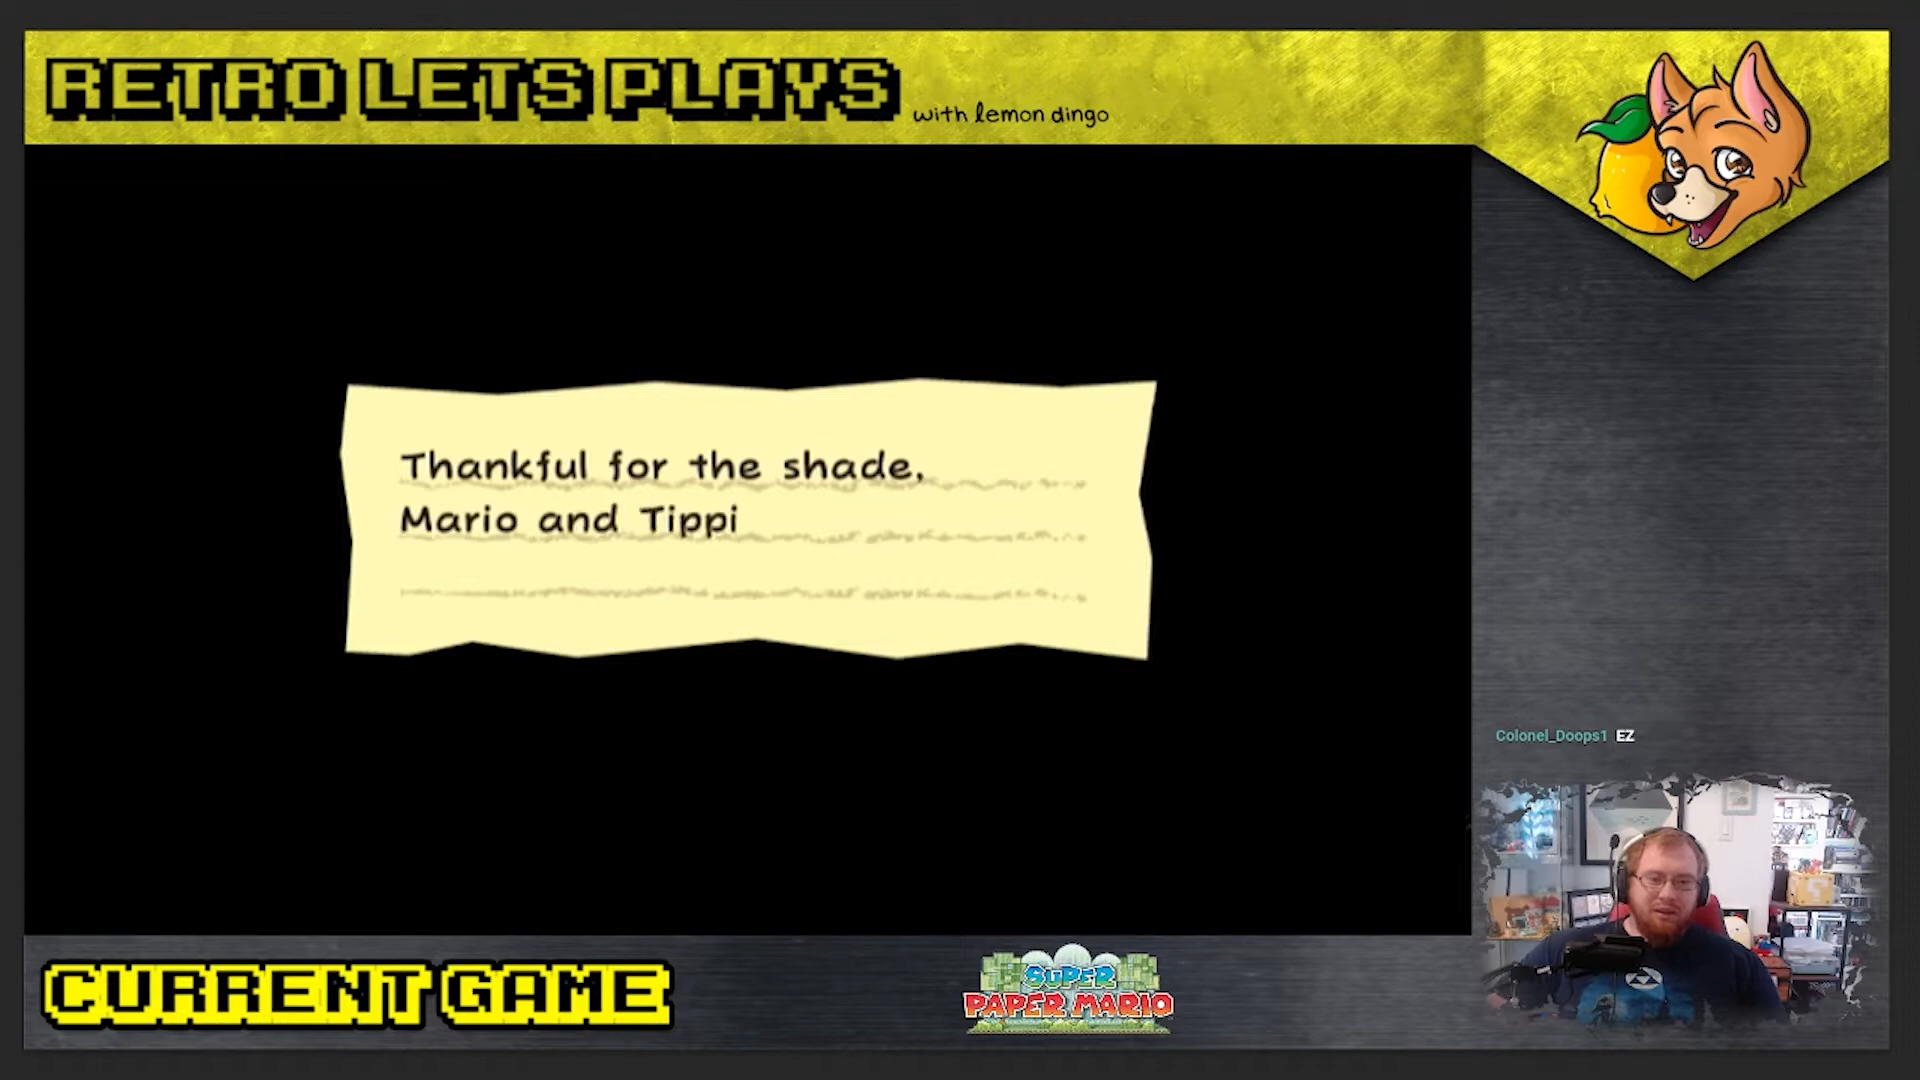 RETRO LETS PLAYS
with lemon dingo
Thankful for the shade,
Mario and Tippi
Colonel_Doops1 EZ
CURRENT GAME
SUPER
PAPER MARIO